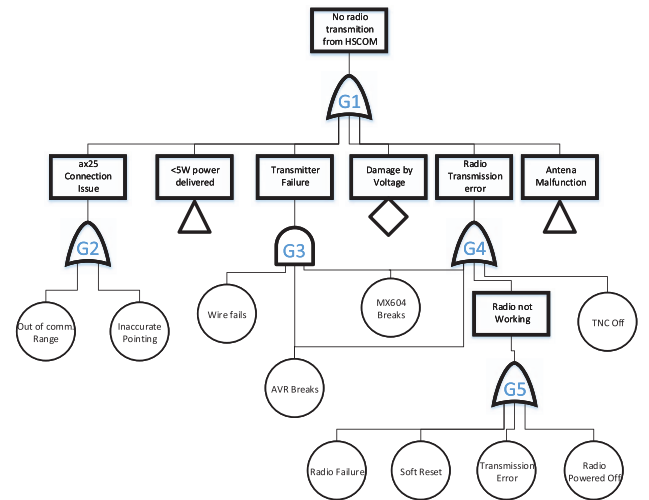 No radio
transmition
from HSCOM
G1
ax25
Connection
Issue
<5W power
delivered
Transmitter
Failure
Damage by
Voltage
Radio
Transmission
error
Antena
Malfunction
G2
G3
G4
Out of comm.
Range
Inaccurate
Pointing
Wire fails
MX604
Breaks
Radio not
Working
TNC Off
AVR Breaks
G5
Radio Failure
Soft Reset
Transmission
Error
Radio
Powered Off